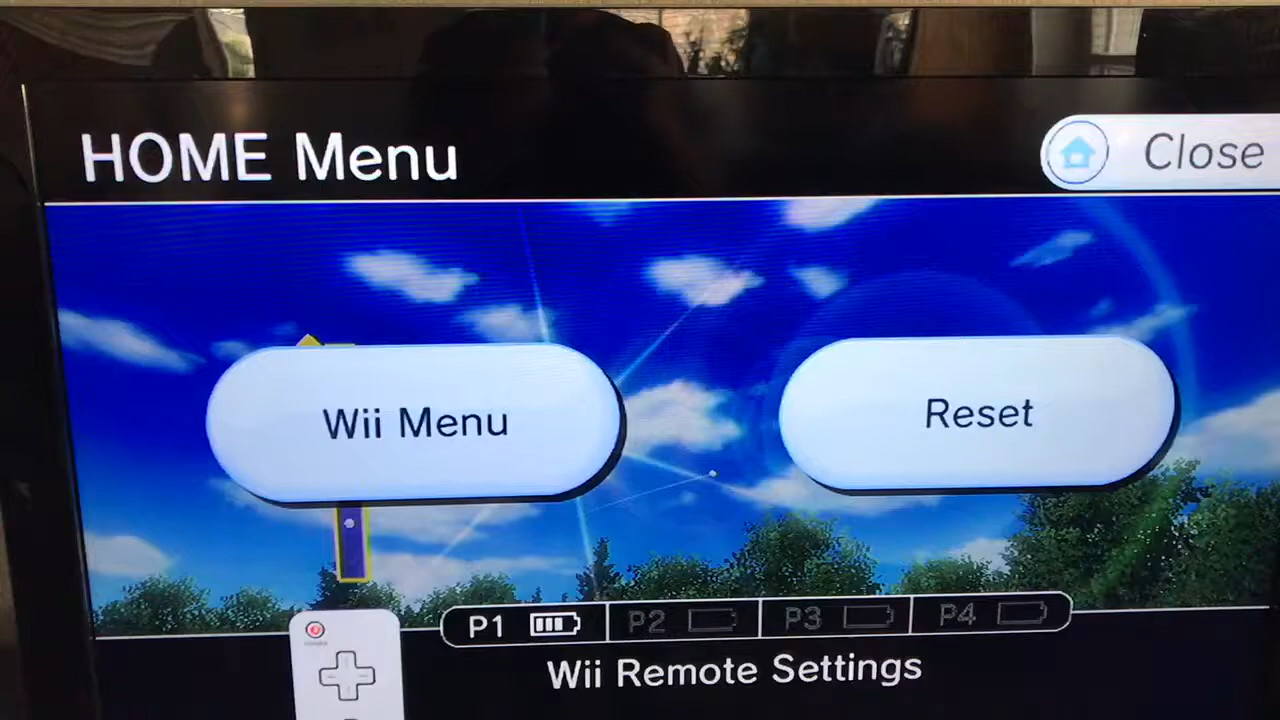 HOME Menu
Close
Wii Menu
Reset
P1 P2 P3 P4
Wii Remote Settings